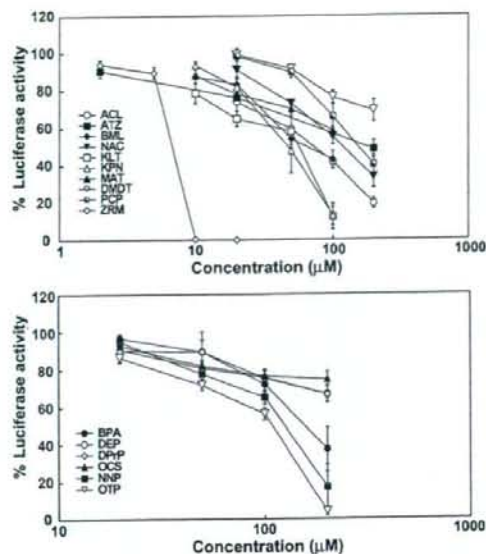 120
100
80
60
40
20
0
% Luciferase activity
ACL
ATZ
BML
NAC
KLT
KPN
MAT
DMDT
PCP
ZRM
1
10
100
1000
Concentration (μM)
120
100
80
60
40
20
0
% Luciferase activity
BPA
DEP
DPrP
OCS
NNP
OTP
10
100
1000
Concentration (μM)